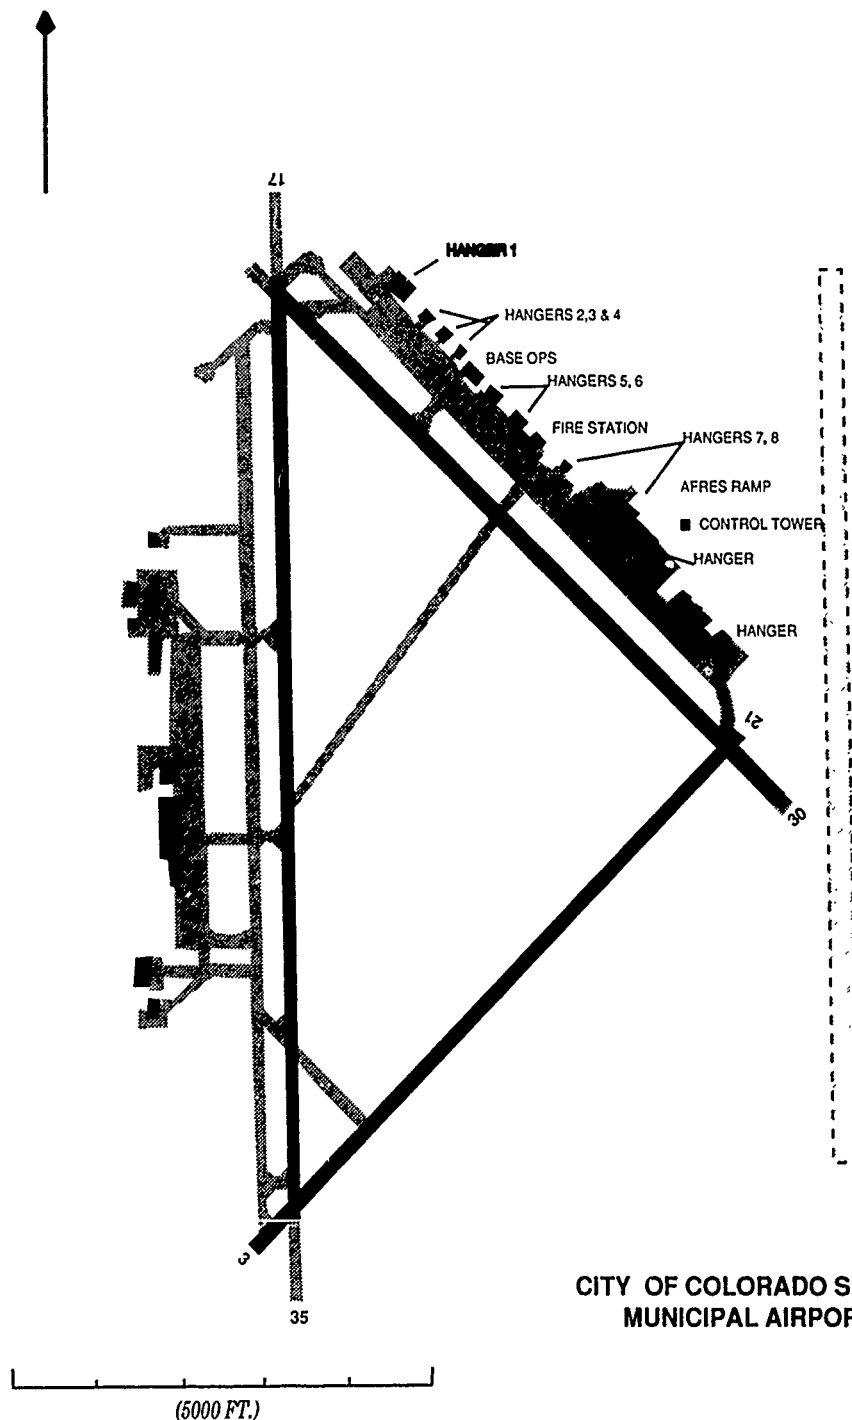 17
HANGER 1
HANGERS 2,3 & 4
BASE OPS
HANGERS 5, 6
FIRE STATION
HANGERS 7, 8
AFRES RAMP
CONTROL TOWER
HANGER
HANGER
21
30
3
35
CITY OF COLORADO S
MUNICIPAL AIRPOR
(5000 FT.)